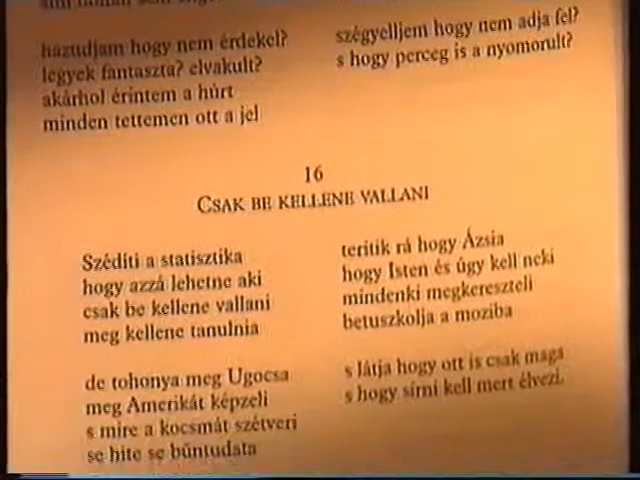 hazudjam hogy nem érdekel?
legyek fantaszta? elvakult?
akárhol érintem a húrt
minden tettemen ott a jel
szégyelljem hogy nem adja fel?
s hogy perceg is a nyomorult?
16
CSAK BE KELLENE VALLANI
Szédíti a statisztika
hogy azzá lehetne aki
csak be kellene vallani
meg kellene tanulnia
de tohonya meg Ugocsa
meg Amerikát képzeli
s mire a kocsmát szétveri
se hite se bűntudata
terítik rá hogy Ázsia
hogy Isten és úgy kell neki
mindenki megkereszteli
betuszkolja a moziba
s látja hogy ott is csak maga
s hogy sírni kell mert élvezi.